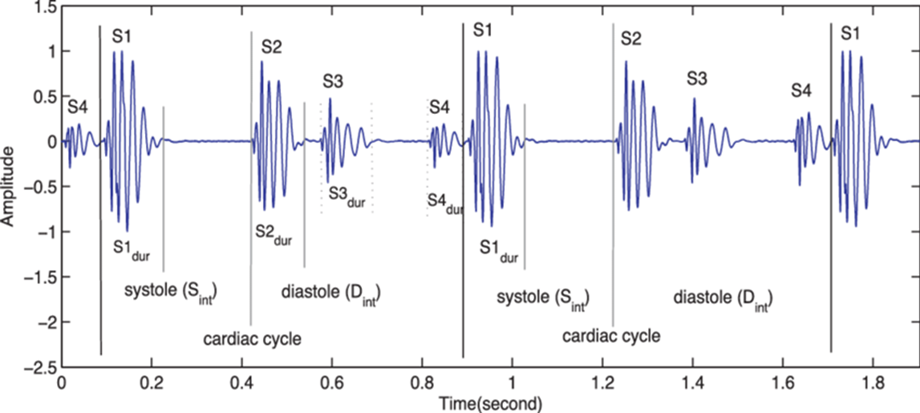 1.5
1
0.5
0
−0.5
−1
−1.5
−2
−2.5
Amplitude
S4 S1 S2 S3 S4 S1 S2 S3 S4 S1
S1dur S2dur S3dur S4dur S1dur
systole (Sint) diastole (Dint) systole (Sint) diastole (Dint)
cardiac cycle cardiac cycle
0 0.2 0.4 0.6 0.8 1 1.2 1.4 1.6 1.8
Time(second)